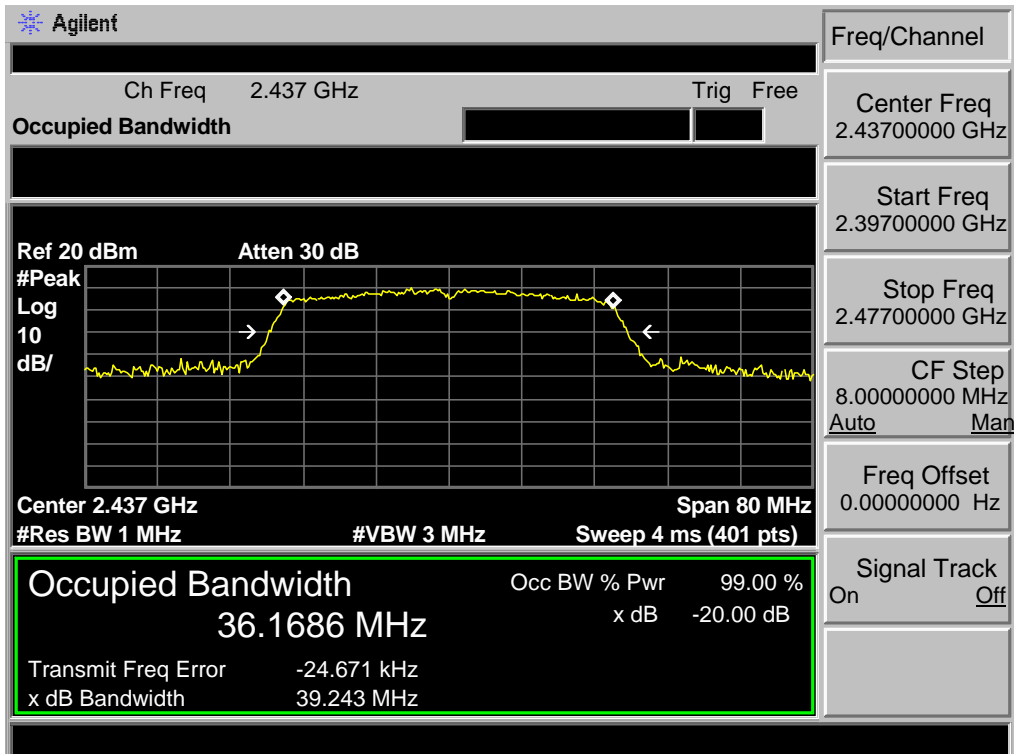 Agilent
Ch Freq 2.437 GHz Trig Free
Occupied Bandwidth
Ref 20 dBm Atten 30 dB
#Peak
Log
10
dB/
Center 2.437 GHz Span 80 MHz
#Res BW 1 MHz #VBW 3 MHz Sweep 4 ms (401 pts)
Occupied Bandwidth
36.1686 MHz
Occ BW % Pwr 99.00 %
x dB -20.00 dB
Transmit Freq Error -24.671 kHz
x dB Bandwidth 39.243 MHz
Freq/Channel
Center Freq
2.43700000 GHz
Start Freq
2.39700000 GHz
Stop Freq
2.47700000 GHz
CF Step
8.00000000 MHz
Auto Man
Freq Offset
0.00000000 Hz
Signal Track
On Off